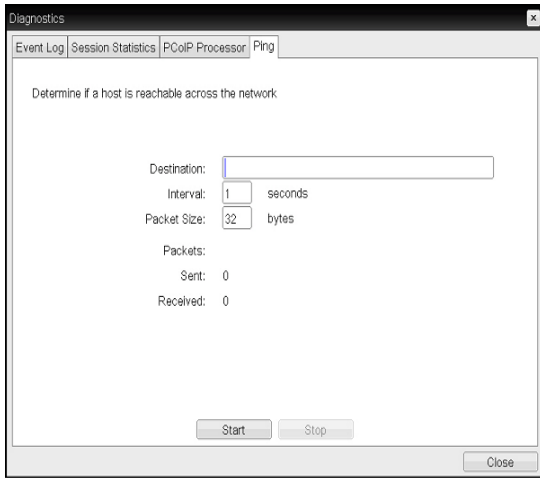 Diagnostics x
Event Log Session Statistics PCoIP Processor Ping
Determine if a host is reachable across the network
Destination:
Interval: 1 seconds
Packet Size: 32 bytes
Packets:
Sent: 0
Received: 0
Start Stop
Close